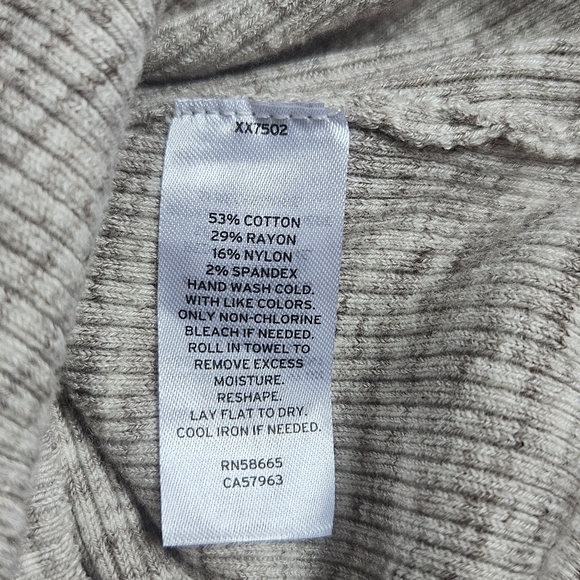 XX7502
53% COTTON
29% RAYON
16% NYLON
2% SPANDEX
HAND WASH COLD.
WITH LIKE COLORS.
ONLY NON-CHLORINE
BLEACH IF NEEDED.
ROLL IN TOWEL TO
REMOVE EXCESS
MOISTURE.
RESHAPE.
LAY FLAT TO DRY.
COOL IRON IF NEEDED.
RN58665
CA57963